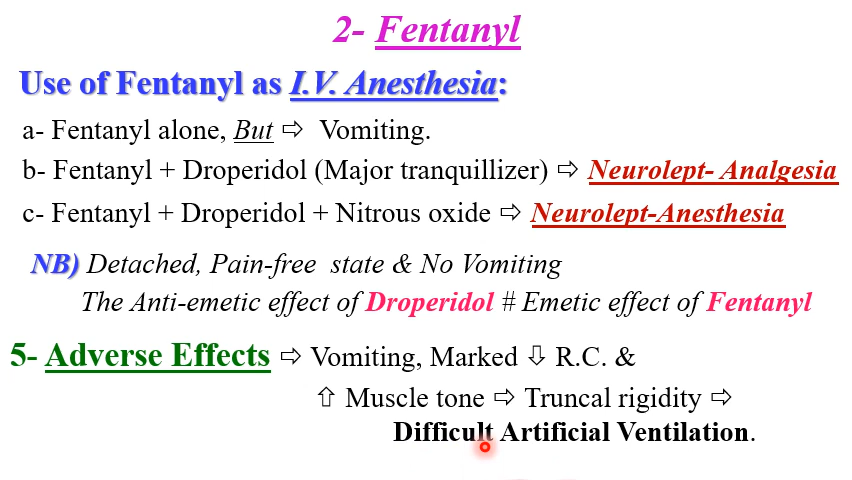 2- Fentanyl
Use of Fentanyl as I.V. Anesthesia:
a- Fentanyl alone, But ⇨ Vomiting.
b- Fentanyl + Droperidol (Major tranquillizer) ⇨ Neurolept- Analgesia
c- Fentanyl + Droperidol + Nitrous oxide ⇨ Neurolept-Anesthesia
NB) Detached, Pain-free state & No Vomiting
The Anti-emetic effect of Droperidol # Emetic effect of Fentanyl
5- Adverse Effects ⇨ Vomiting, Marked ⇩ R.C. &
⇧ Muscle tone ⇨ Truncal rigidity ⇨
Difficult Artificial Ventilation.